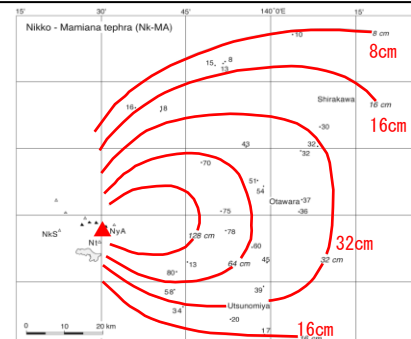 Nikko - Mamiana tephra (Nk-MA)
30'
45'
140°0'E
15'
10
8 cm
8cm
15
8
13
16
8
Shirakawa
16 cm
16cm
30
43
32
32
70
51
54
Otawara
37
36
75
78
128 cm
NkS
NyA
Nt
60
32cm
64 cm
45
32 cm
13
80
58
39
Utsunomiya
34
20
17
16 cm
16cm
0
10
20 km